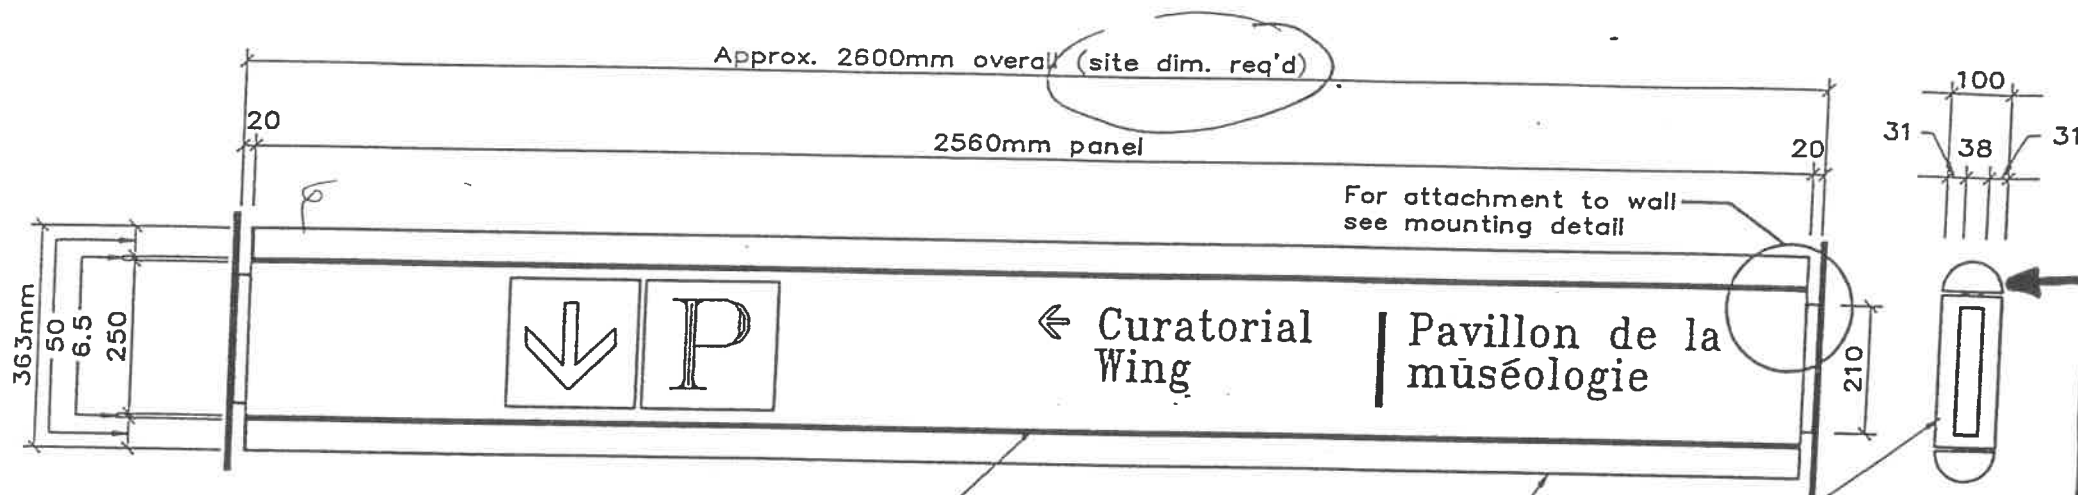 Approx. 2600mm overall (site dim. req'd)
100
20
2560mm panel
20
31
38
31
For attachment to wall
see mounting detail
363mm
50
6.5
250
P
← Curatorial
Wing
Pavillon de la
muséologie
210